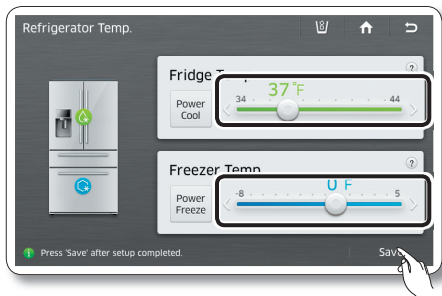 Refrigerator Temp.
Fridge
Power
Cool
37°F
34
44
?
Freezer Temp
Power
Freeze
F
-8
5
?
Press 'Save' after setup completed.
Save